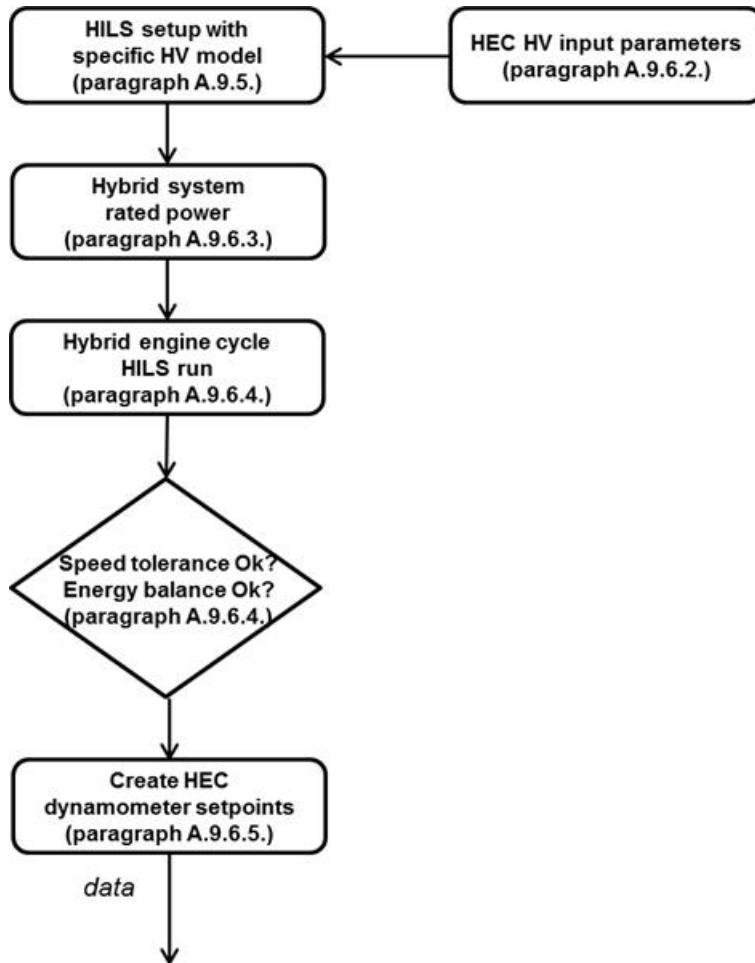 HILS setup with
specific HV model
(paragraph A.9.5.)
HEC HV input parameters
(paragraph A.9.6.2.)
Hybrid system
rated power
(paragraph A.9.6.3.)
Hybrid engine cycle
HILS run
(paragraph A.9.6.4.)
Speed tolerance Ok?
Energy balance Ok?
(paragraph A.9.6.4.)
Create HEC
dynamometer setpoints
(paragraph A.9.6.5.)
data